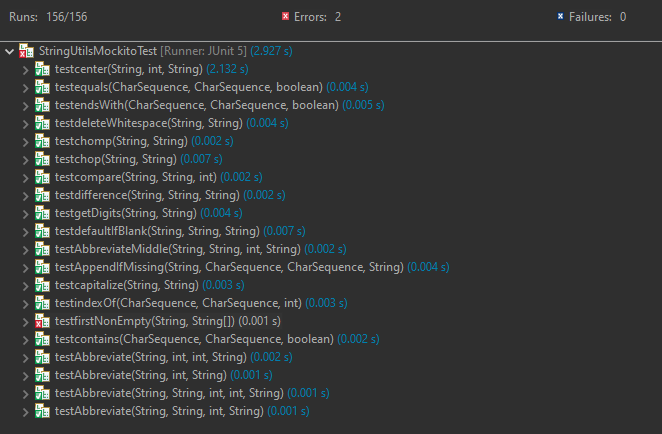 Runs: 156/156 Errors: 2 Failures: 0
StringUtilsMockitoTest [Runner: JUnit 5] (2.927 s)
testcenter(String, int, String) (2.132 s)
testequals(CharSequence, CharSequence, boolean) (0.004 s)
testendsWith(CharSequence, CharSequence, boolean) (0.005 s)
testdeleteWhitespace(String, String) (0.004 s)
testchomp(String, String) (0.002 s)
testchop(String, String) (0.007 s)
testcompare(String, String, int) (0.002 s)
testdifference(String, String, String) (0.002 s)
testgetDigits(String, String) (0.004 s)
testdefaultIfBlank(String, String, String) (0.007 s)
testAbbreviateMiddle(String, String, int, String) (0.002 s)
testAppendIfMissing(String, CharSequence, CharSequence, String) (0.004 s)
testcapitalize(String, String) (0.003 s)
testindexOf(CharSequence, CharSequence, int) (0.003 s)
testfirstNonEmpty(String, String[]) (0.001 s)
testcontains(CharSequence, CharSequence, boolean) (0.002 s)
testAbbreviate(String, int, int, String) (0.002 s)
testAbbreviate(String, int, String) (0.001 s)
testAbbreviate(String, String, int, int, String) (0.001 s)
testAbbreviate(String, String, int, String) (0.001 s)